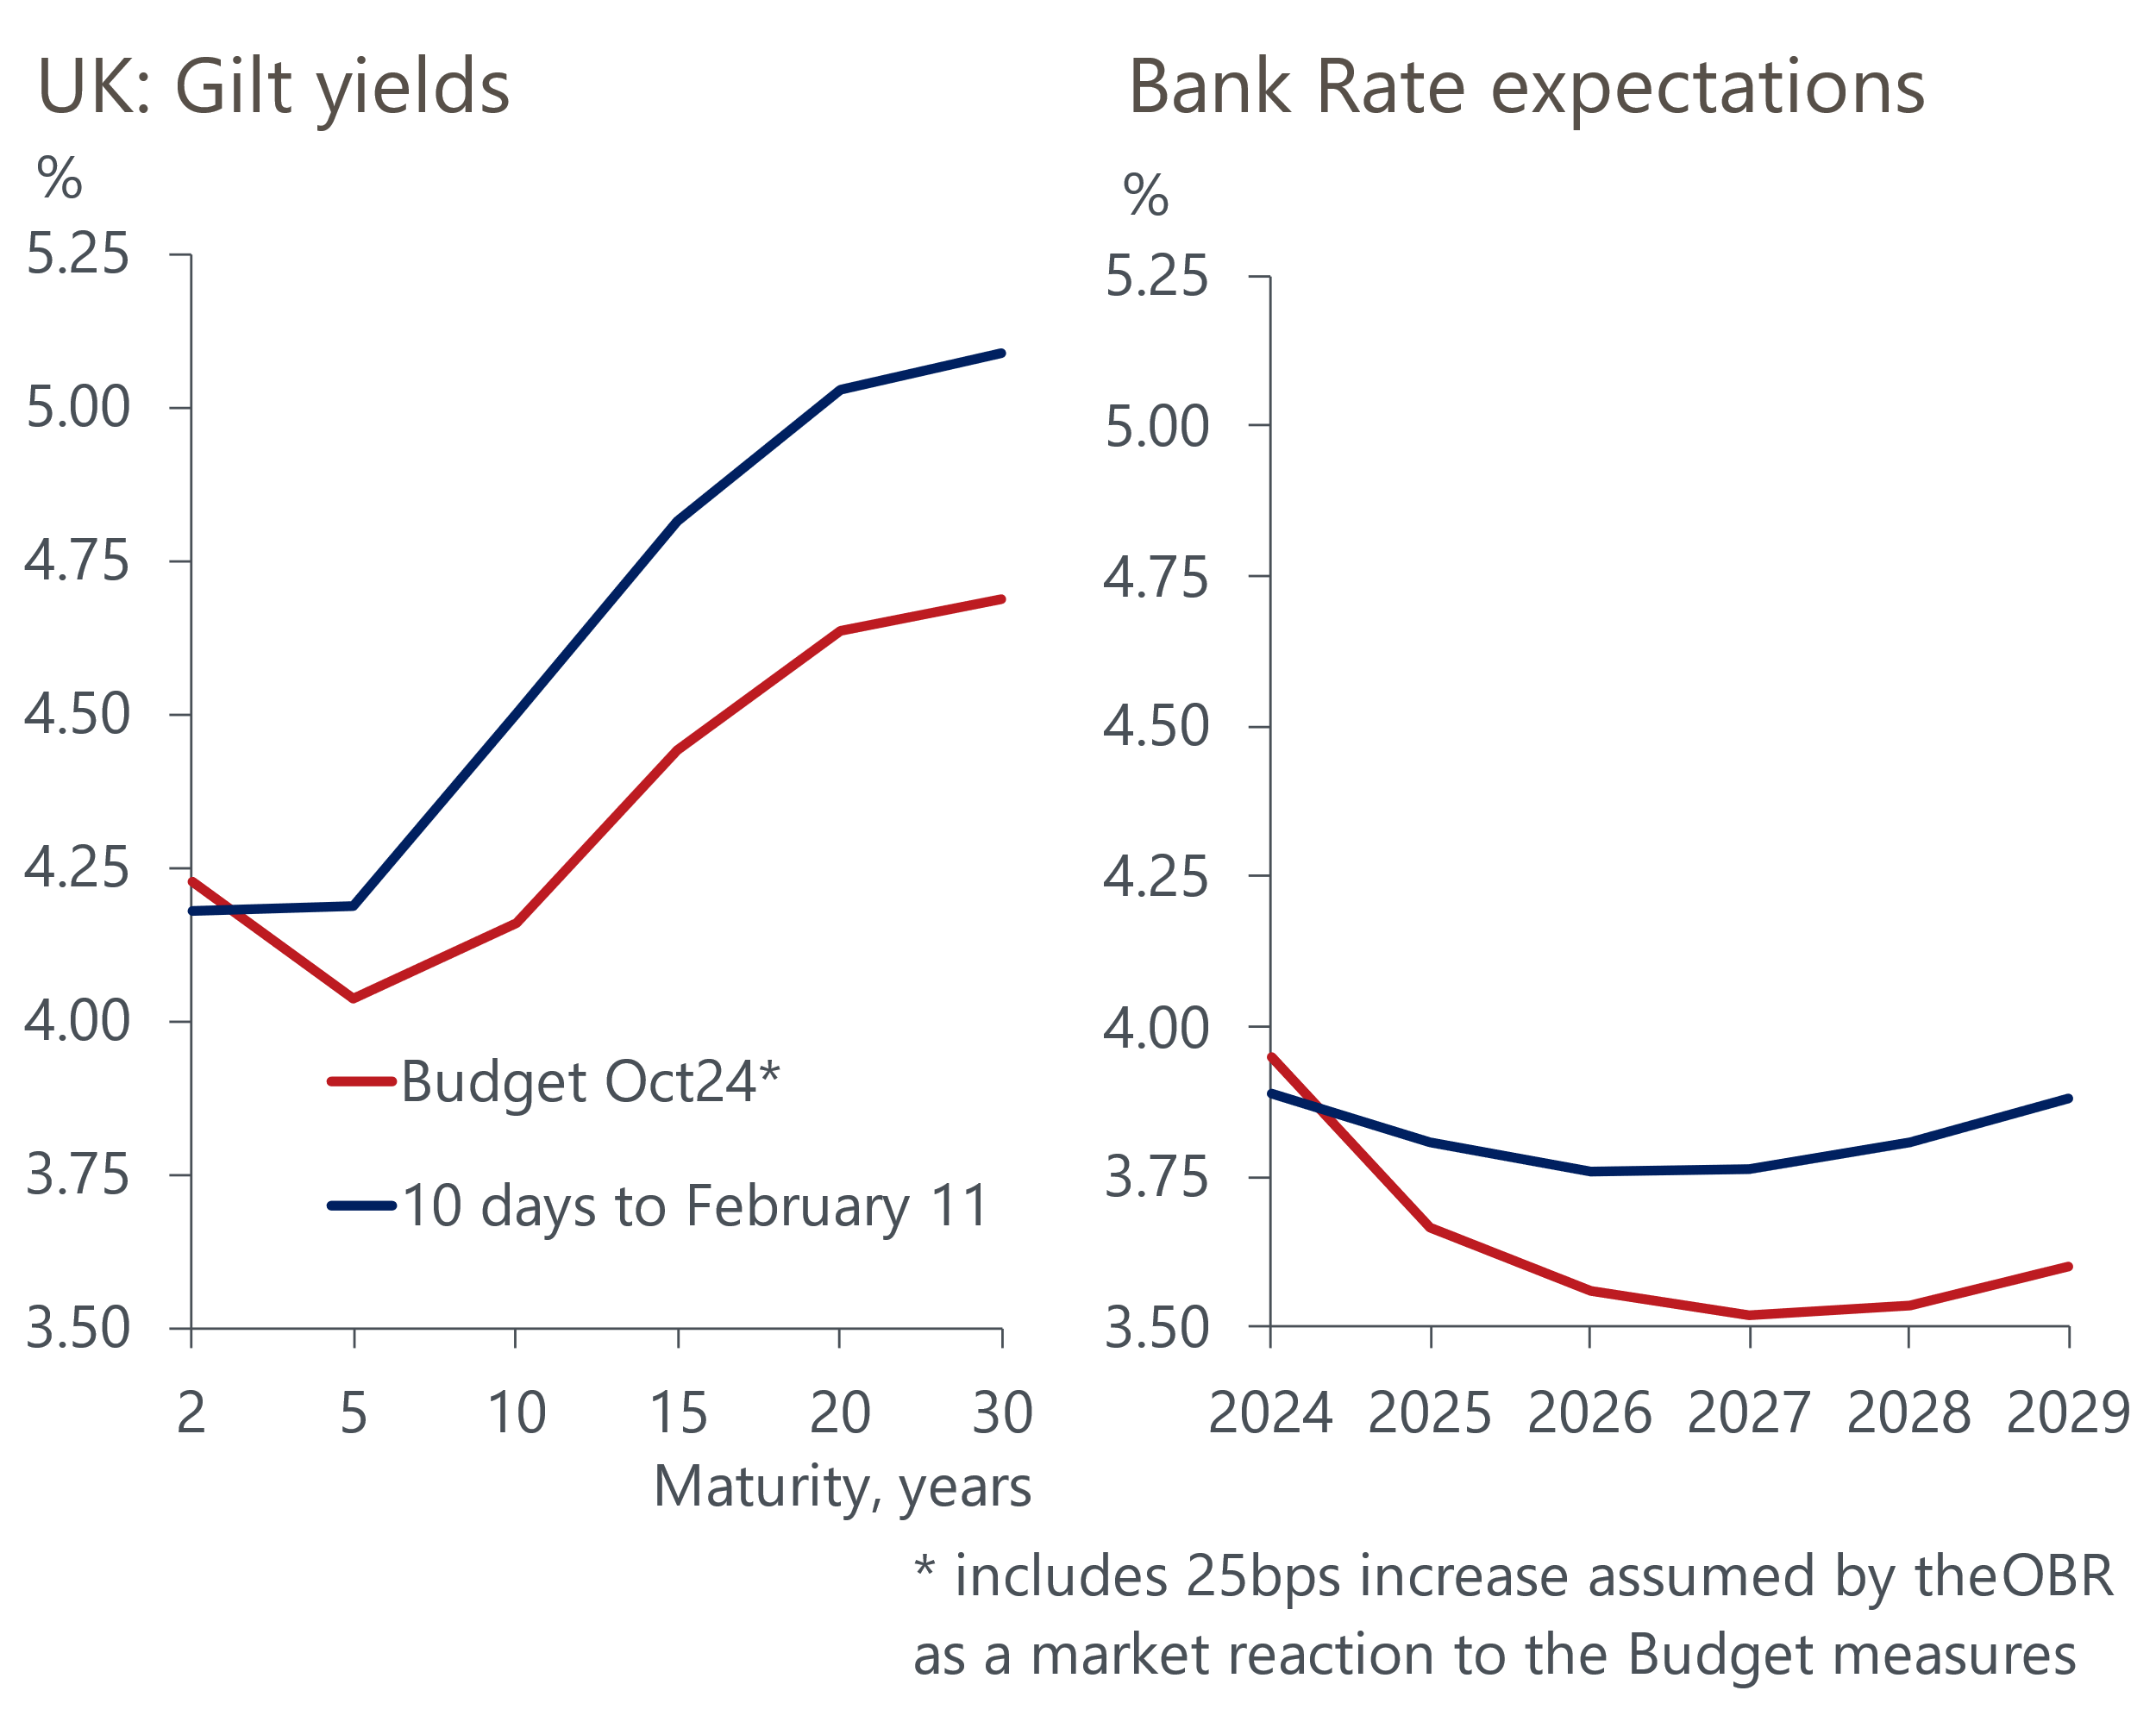 UK: Gilt yields
%
5.25
5.00
4.75
4.50
4.25
4.00
3.75
3.50
Budget Oct24*
10 days to February 11
2 5 10 15 20 30
Maturity, years
Bank Rate expectations
%
5.25
5.00
4.75
4.50
4.25
4.00
3.75
3.50
2024 2025 2026 2027 2028 2029
* includes 25bps increase assumed by theOBR
as a market reaction to the Budget measures